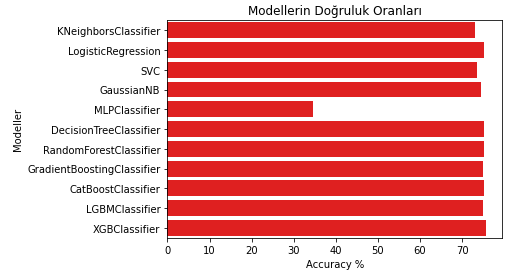 Modellerin Doğruluk Oranları
Modeller
KNeighborsClassifier
LogisticRegression
SVC
GaussianNB
MLPClassifier
DecisionTreeClassifier
RandomForestClassifier
GradientBoostingClassifier
CatBoostClassifier
LGBMClassifier
XGBClassifier
0 10 20 30 40 50 60 70
Accuracy %